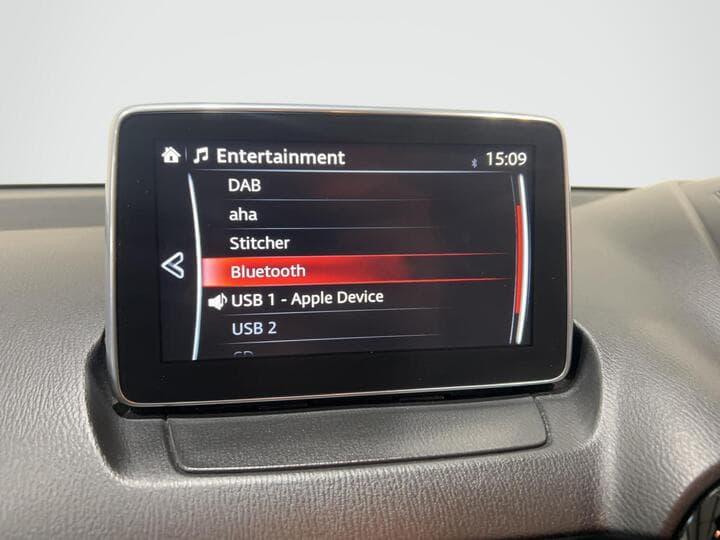 Entertainment 15:09
DAB
aha
Stitcher
Bluetooth
USB 1 - Apple Device
USB 2